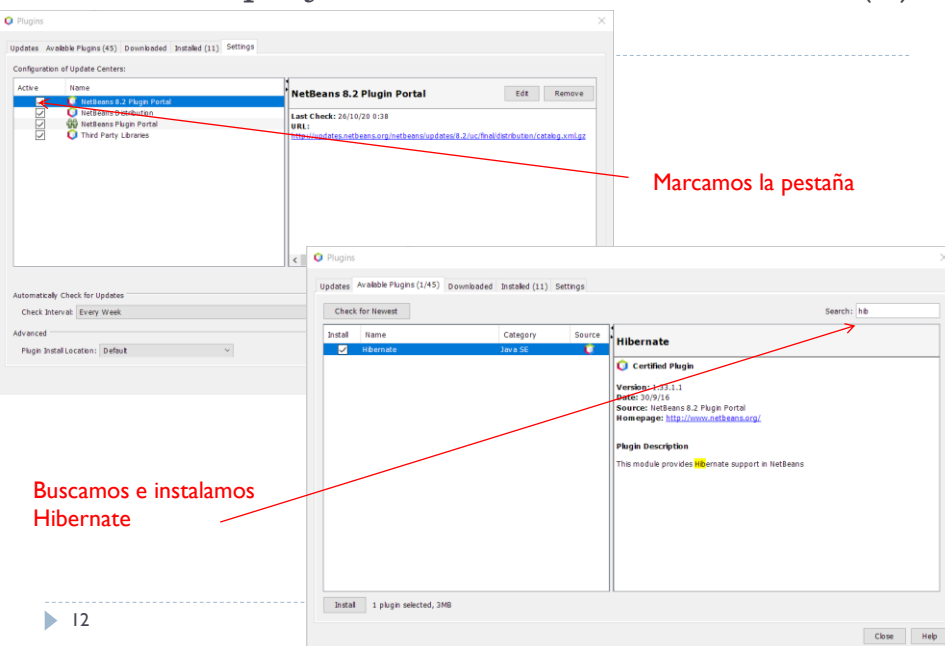 Plugins
Updates Available Plugins (45) Downloaded Installed (11) Settings
Configuration of Update Centers:
Active Name
NetBeans 8.2 Plugin Portal
NetBeans Distribution
NetBeans Plugin Portal
Third Party Libraries
NetBeans 8.2 Plugin Portal
Edit Remove
Last Check: 26/10/20 0:38
URL:
http://updates.netbeans.org/netbeans/updates/8.2/uc/final/distribution/catalog.xml.gz
Automatically Check for Updates
Check Interval: Every Week
Advanced
Plugin Install Location: Default
Marcamos la pestaña
Plugins
Updates Available Plugins (1/45) Downloaded Installed (11) Settings
Check for Newest
Search: hib
Install Name Category Source
Hibernate Java SE
Hibernate
Certified Plugin
Version: 1.33.1.1
Date: 30/9/16
Source: NetBeans 8.2 Plugin Portal
Homepage: http://www.netbeans.org/
Plugin Description
This module provides Hibernate support in NetBeans
Install 1 plugin selected, 3MB
Close Help
Buscamos e instalamos
Hibernate
12